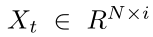 X_t ∈ R^{N×i}